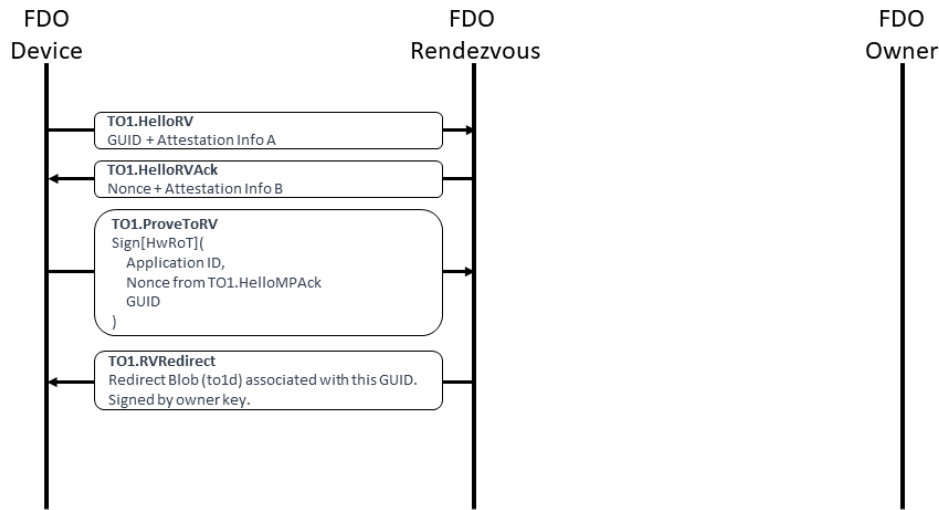 FDO
Device
FDO
Rendezvous
FDO
Owner
TO1.HelloRV
GUID + Attestation Info A
TO1.HelloRVAck
Nonce + Attestation Info B
TO1.ProveToRV
Sign[HwRoT](
Application ID,
Nonce from TO1.HelloMPAck
GUID
)
TO1.RVRedirect
Redirect Blob (to1d) associated with this GUID.
Signed by owner key.